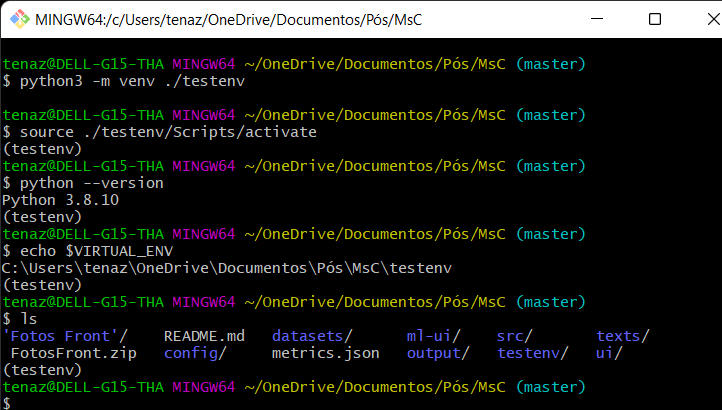 MINGW64:/c/Users/tenaz/OneDrive/Documentos/Pós/MsC
tenaz@DELL-G15-THA MINGW64 ~/OneDrive/Documentos/Pós/MsC (master)
$ python3 -m venv ./testenv
tenaz@DELL-G15-THA MINGW64 ~/OneDrive/Documentos/Pós/MsC (master)
$ source ./testenv/Scripts/activate
(testenv)
tenaz@DELL-G15-THA MINGW64 ~/OneDrive/Documentos/Pós/MsC (master)
$ python --version
Python 3.8.10
(testenv)
tenaz@DELL-G15-THA MINGW64 ~/OneDrive/Documentos/Pós/MsC (master)
$ echo $VIRTUAL_ENV
C:\Users\tenaz\OneDrive\Documentos\Pós\MsC\testenv
(testenv)
tenaz@DELL-G15-THA MINGW64 ~/OneDrive/Documentos/Pós/MsC (master)
$ ls
'Fotos Front'/    README.md   datasets/      ml-ui/    src/       texts/
 FotosFront.zip   config/     metrics.json   output/   testenv/   ui/
(testenv)
tenaz@DELL-G15-THA MINGW64 ~/OneDrive/Documentos/Pós/MsC (master)
$